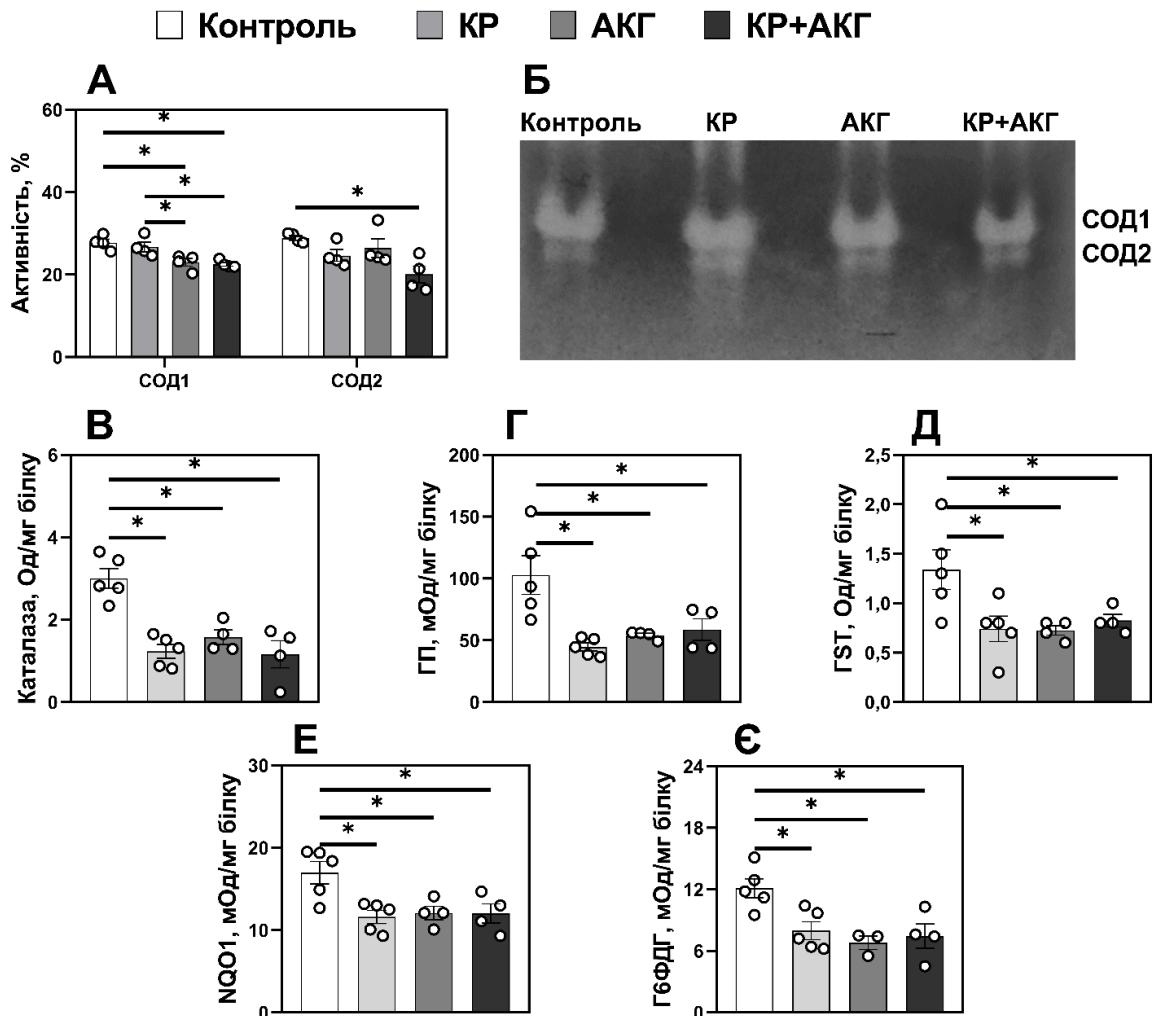 Контроль КР АКГ КР+АКГ
А
Активність, %
60
40
20
0
* * * * *
СОД1 СОД2
Б
Контроль КР АКГ КР+АКГ
СОД1
СОД2
В
Каталаза, Од/мг білку
6
4
2
0
* * *
Г
ГП, мОд/мг білку
200
150
100
50
0
* * *
Д
ГST, Од/мг білку
2,5
2,0
1,5
1,0
0,5
0,0
* * *
Е
NQO1, мОд/мг білку
30
20
10
0
* * *
Є
Г6ФДГ, мОд/мг білку
24
18
12
6
0
* * *